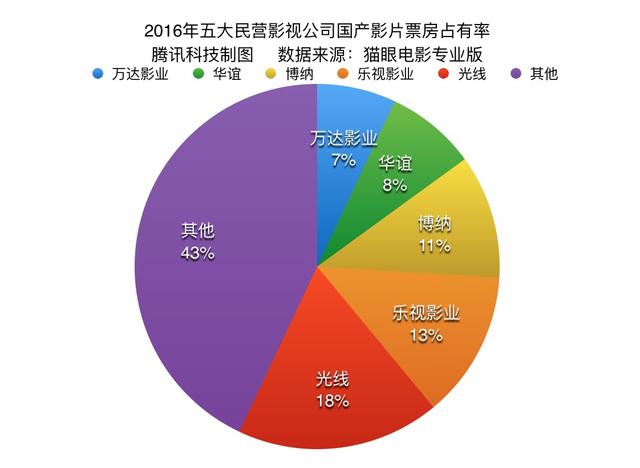 2016年五大民营影视公司国产影片票房占有率
腾讯科技制图 数据来源：猫眼电影专业版
万达影业 华谊 博纳 乐视影业 光线 其他
万达影业
7%
华谊
8%
博纳
11%
乐视影业
13%
光线
18%
其他
43%